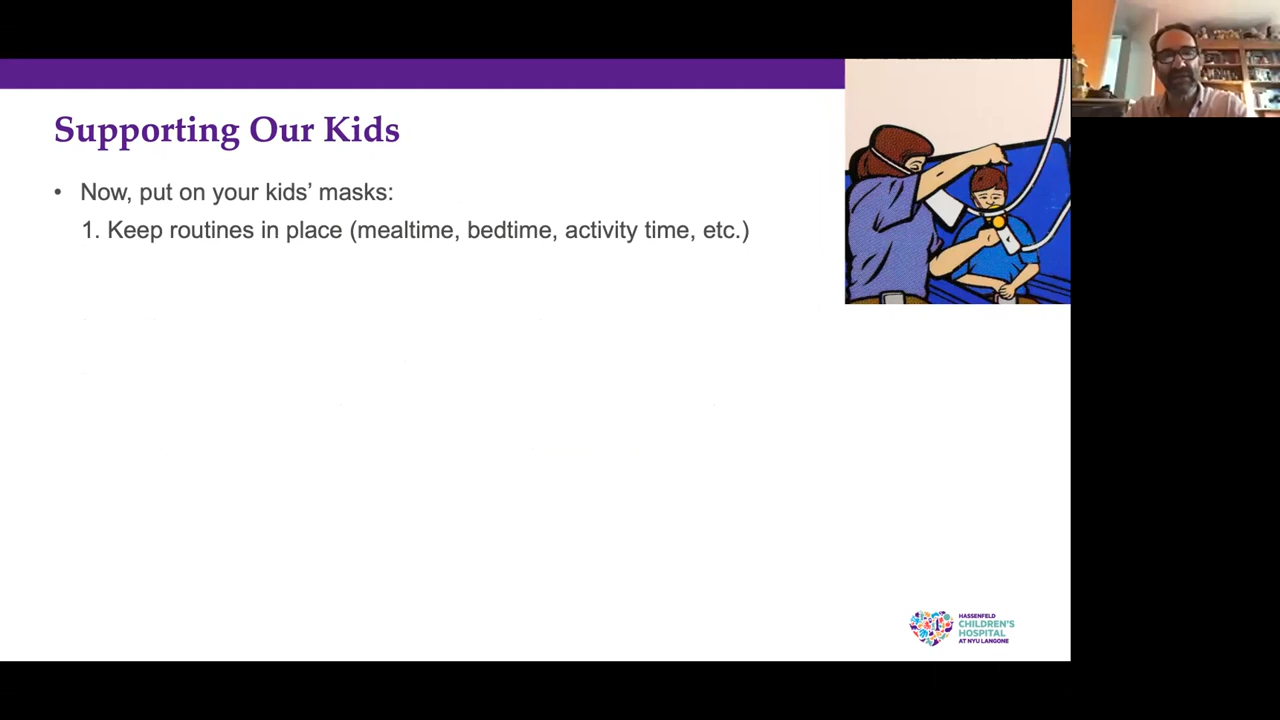 Supporting Our Kids
• Now, put on your kids’ masks:
1. Keep routines in place (mealtime, bedtime, activity time, etc.)
HASSENFELD
CHILDREN'S
HOSPITAL
AT NYU LANGONE